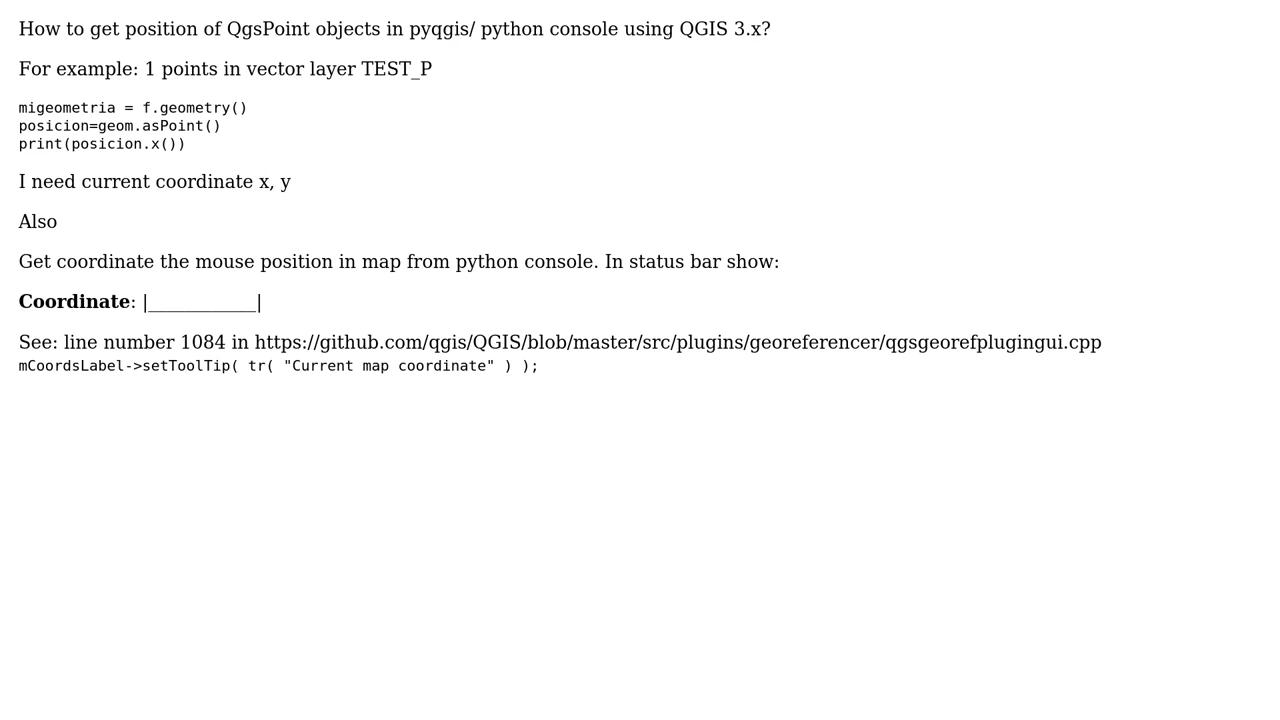 How to get position of QgsPoint objects in pyqgis/ python console using QGIS 3.x?
For example: 1 points in vector layer TEST_P
migeometria = f.geometry()
posicion=geom.asPoint()
print(posicion.x())
I need current coordinate x, y
Also
Get coordinate the mouse position in map from python console. In status bar show:
Coordinate: |____________|
See: line number 1084 in https://github.com/qgis/QGIS/blob/master/src/plugins/georeferencer/qgsgeorefplugingui.cpp
mCoordsLabel->setToolTip( tr( "Current map coordinate" ) );